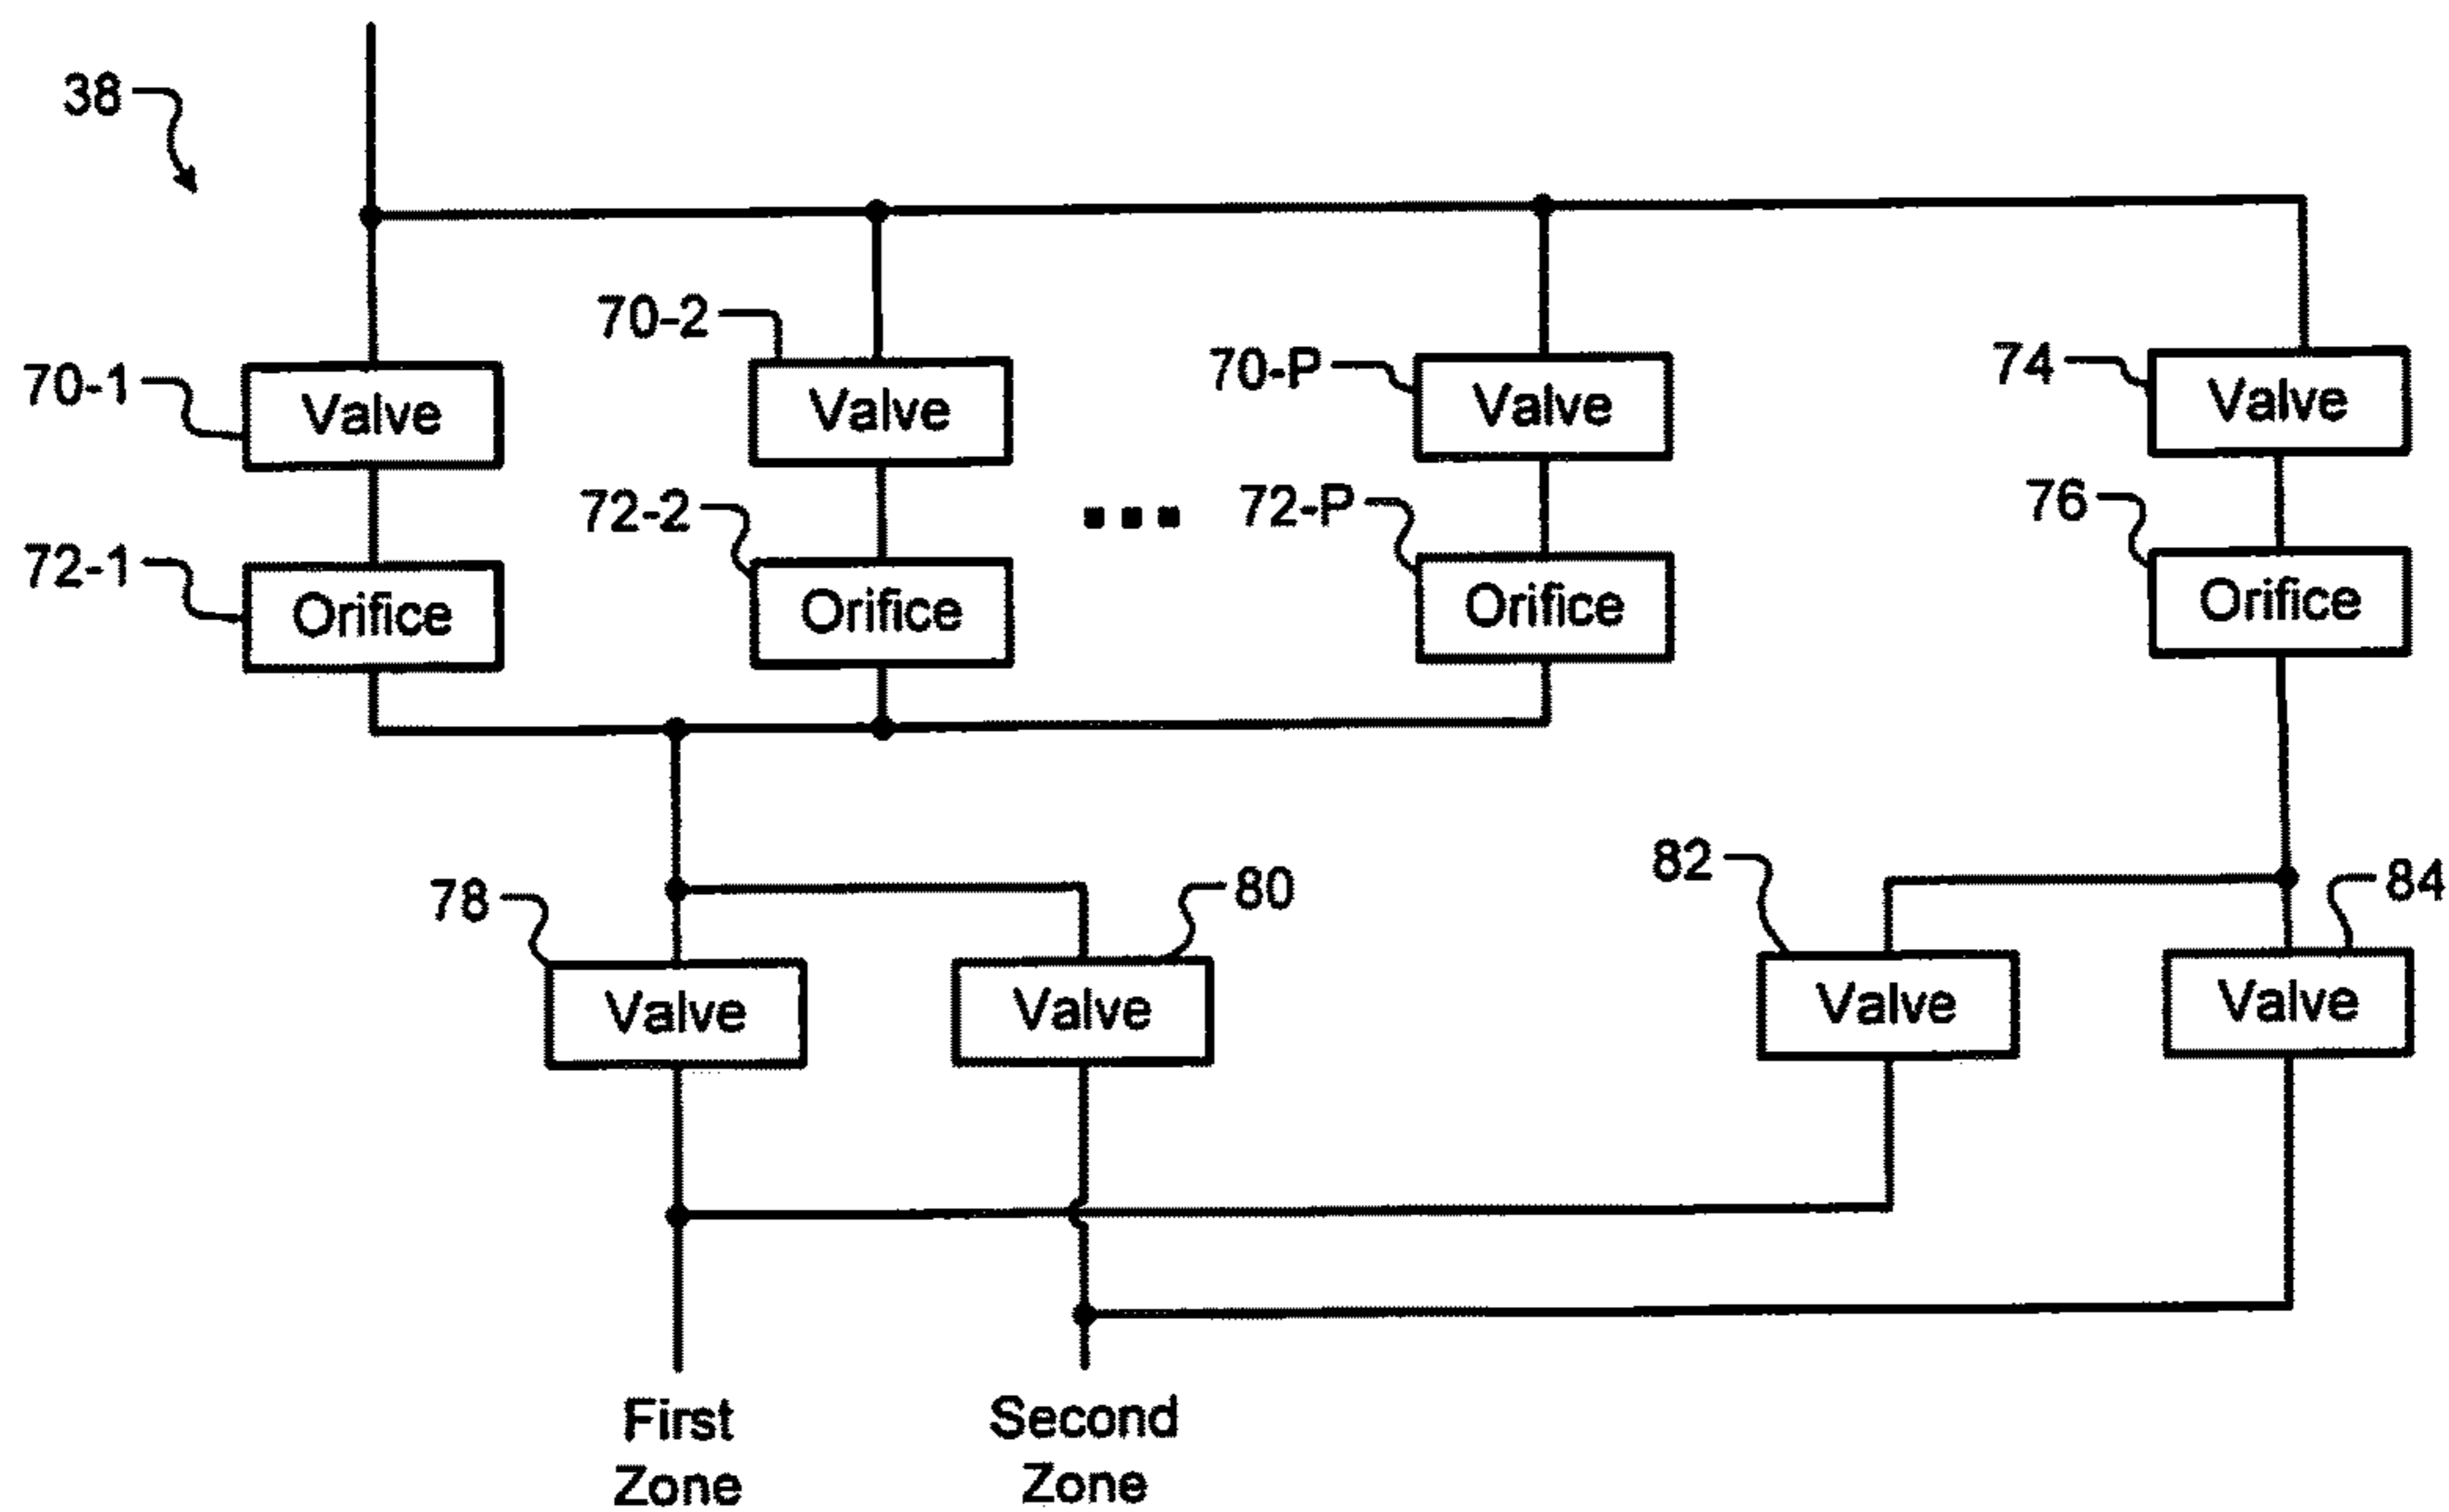 38
70-1
Valve
70-2
Valve
70-P
Valve
74
Valve
72-1
Orifice
72-2
Orifice
72-P
Orifice
76
Orifice
78
Valve
80
Valve
82
Valve
84
Valve
First
Zone
Second
Zone